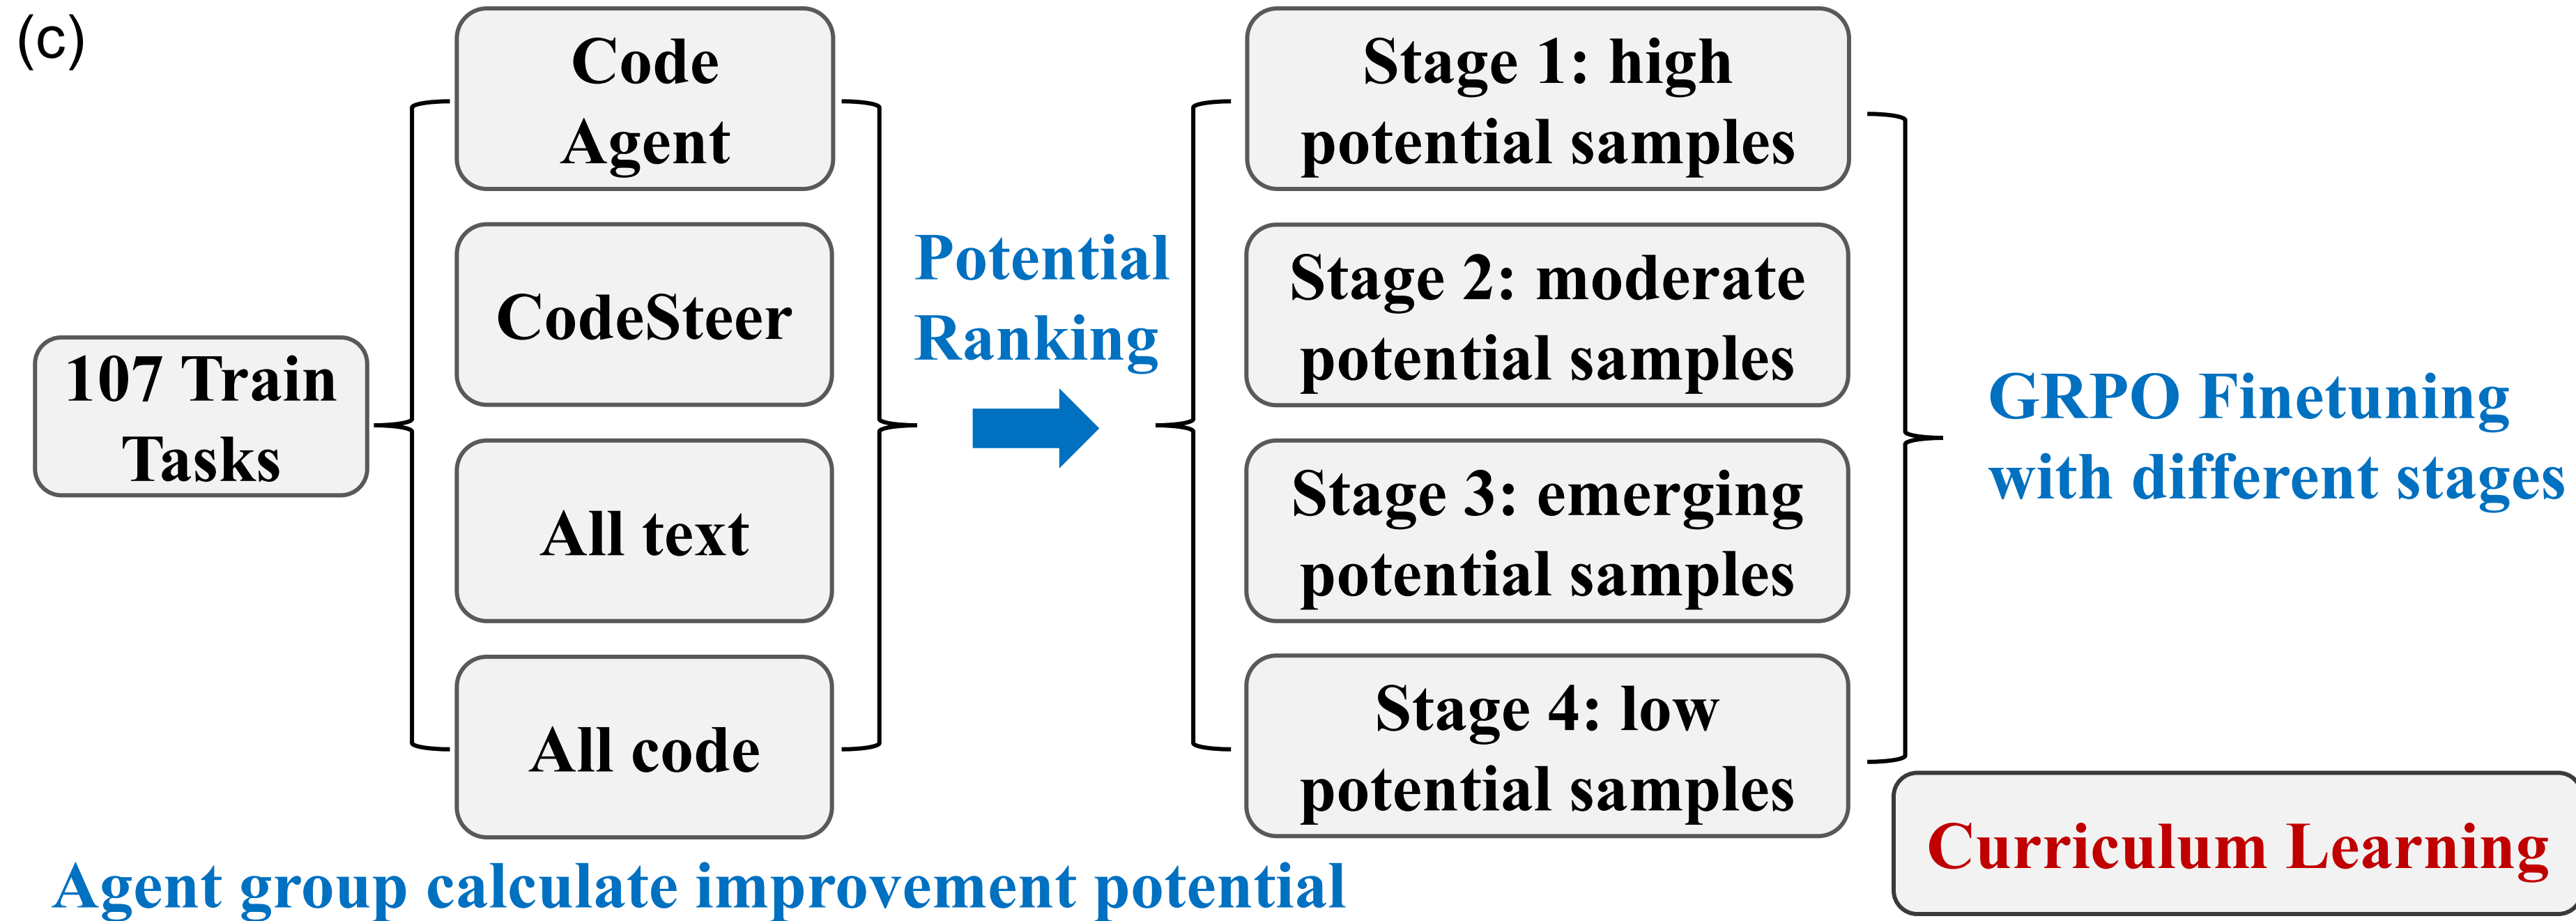 (c)
107 Train
Tasks
Code
Agent
CodeSteer
All text
All code
Agent group calculate improvement potential
Potential
Ranking
Stage 1: high
potential samples
Stage 2: moderate
potential samples
Stage 3: emerging
potential samples
Stage 4: low
potential samples
GRPO Finetuning
with different stages
Curriculum Learning